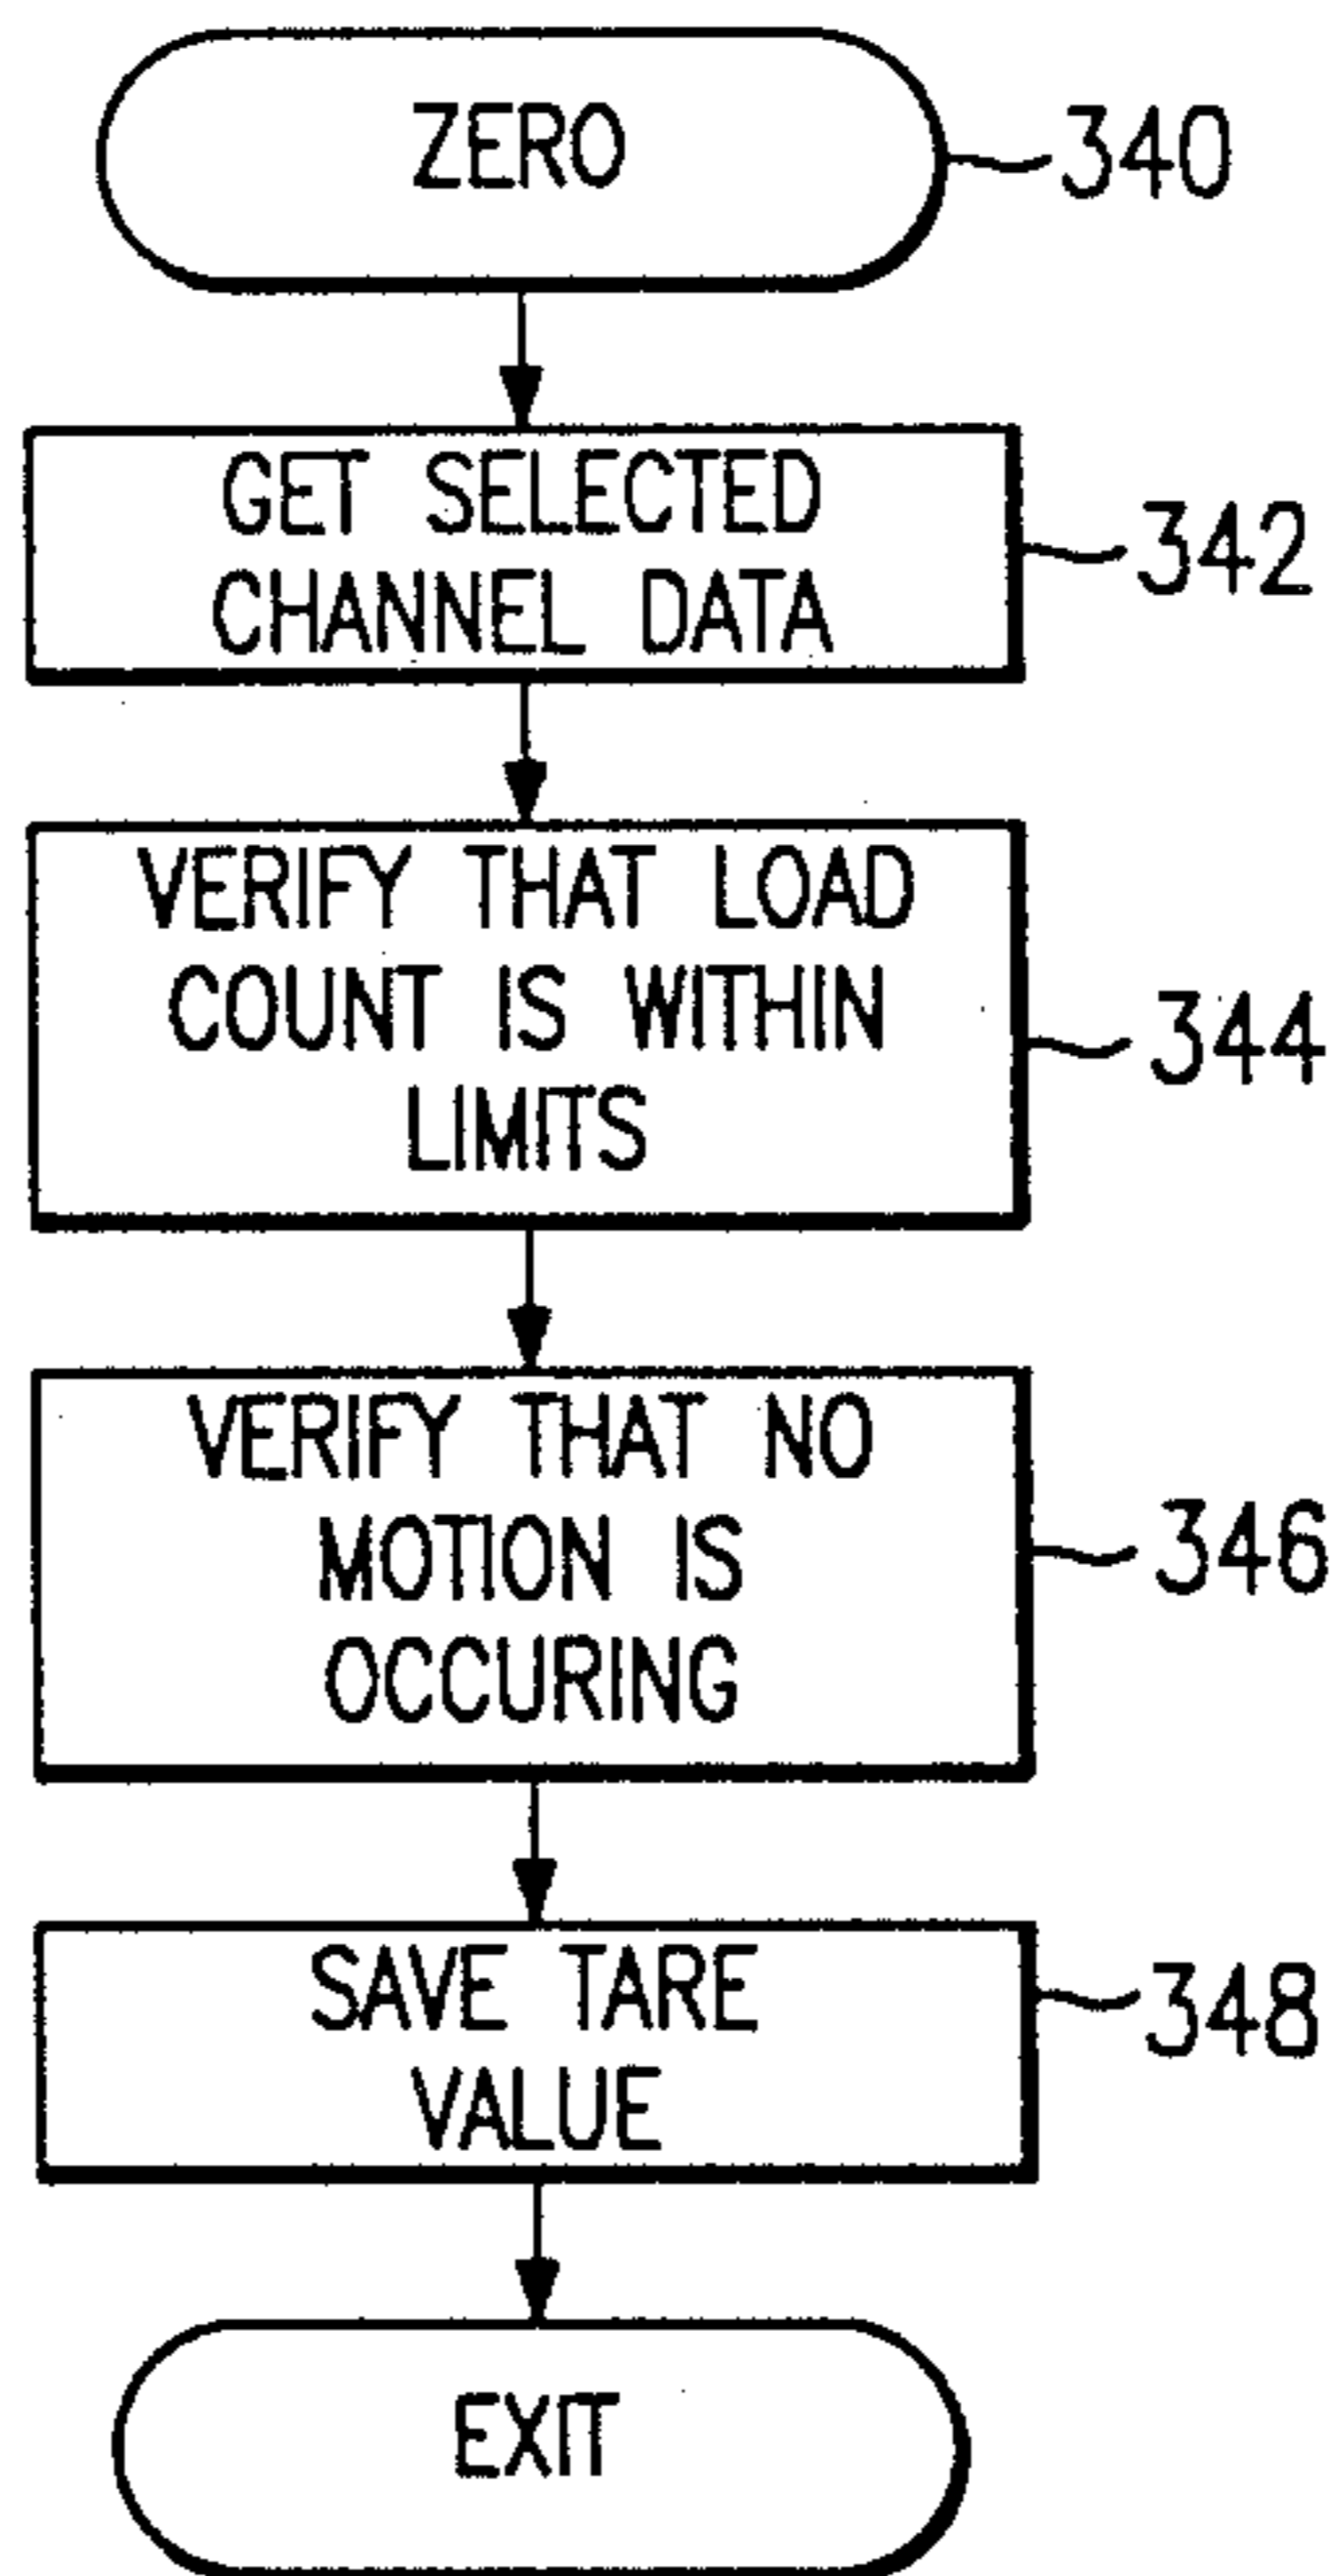 ZERO
340
GET SELECTED
CHANNEL DATA
342
VERIFY THAT LOAD
COUNT IS WITHIN
LIMITS
344
VERIFY THAT NO
MOTION IS
OCCURING
346
SAVE TARE
VALUE
348
EXIT